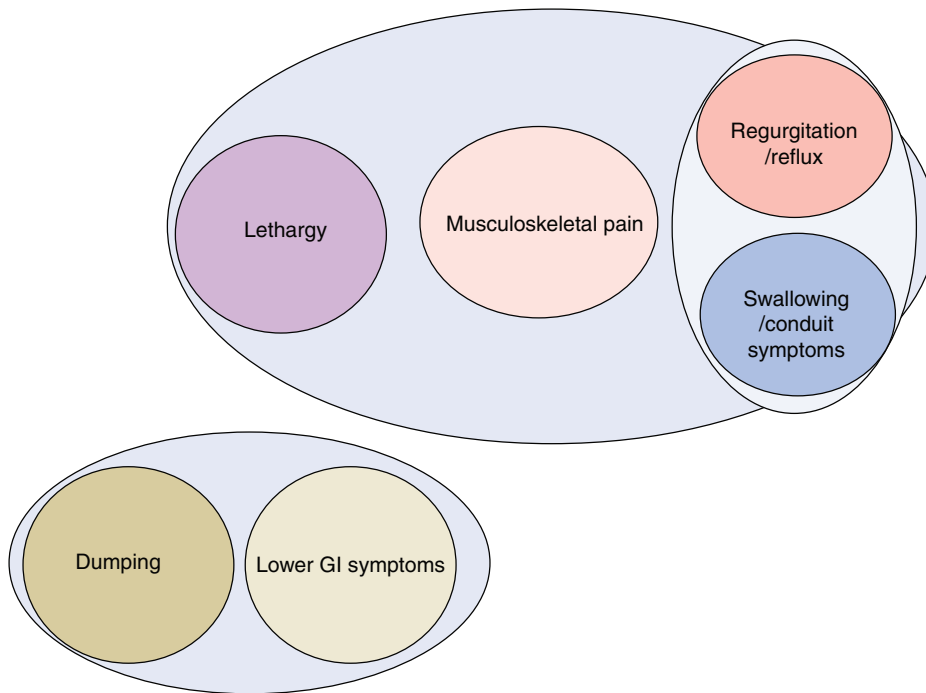 Regurgitation
/reflux
Lethargy
Musculoskeletal pain
Swallowing
/conduit
symptoms
Dumping
Lower GI symptoms